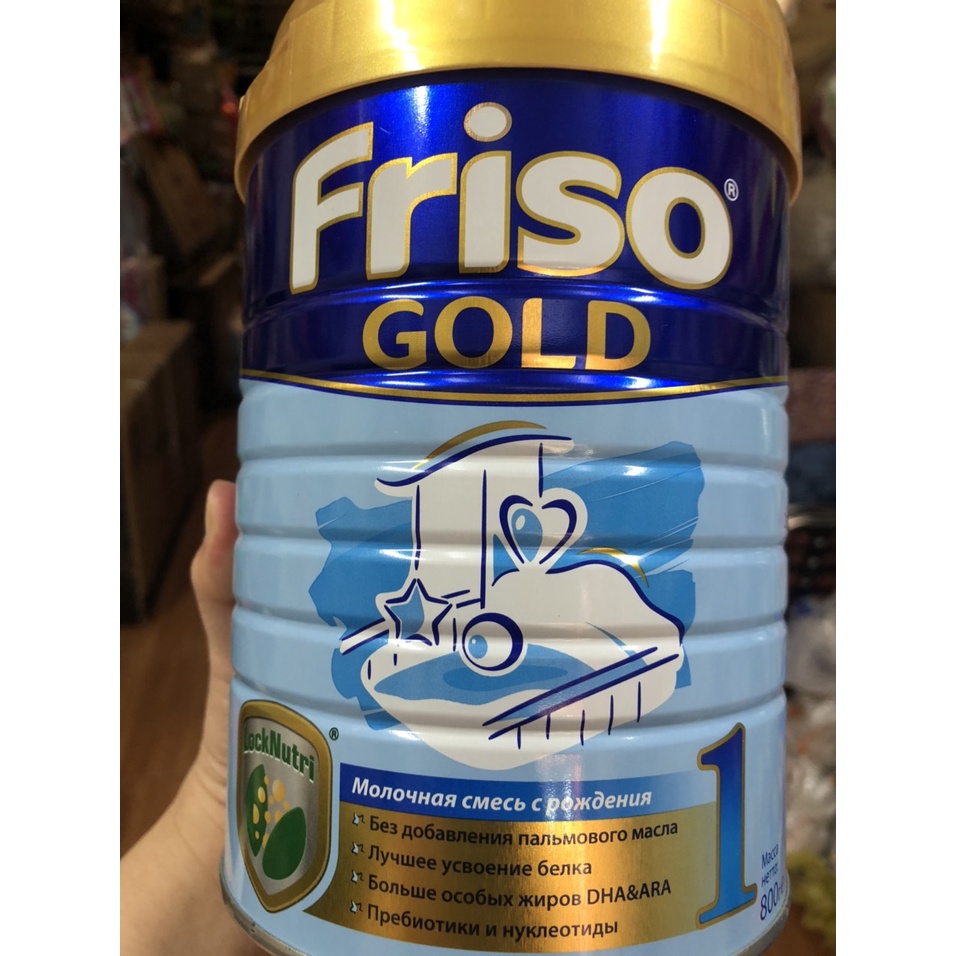 Friso®
GOLD
LockNutri®
Молочная смесь с рождения
Без добавления пальмового масла
Лучшее усвоение белка
Больше особых жиров DHA&ARA
Пребиотики и нуклеотиды
1
Масса
нетто:
800г